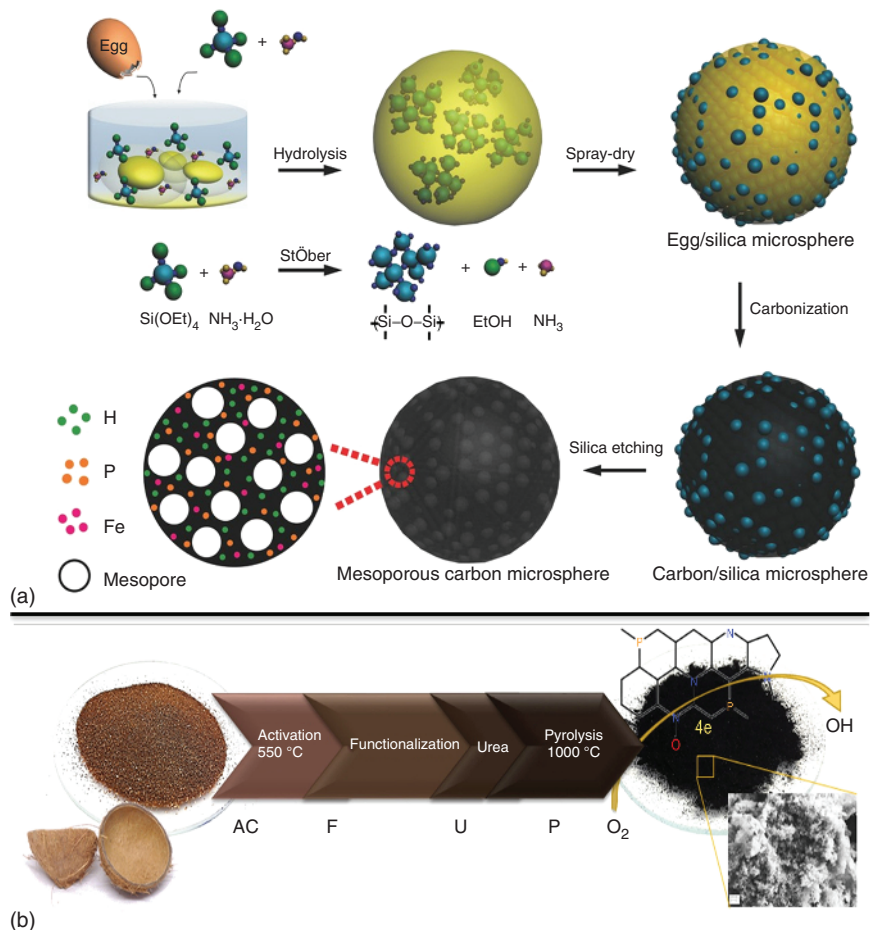 Egg
+
Hydrolysis
Spray-dry
Egg/silica microsphere
+
StÖber
+
+
Si(OEt)4 NH3·H2O
(Si–O–Si)
EtOH
NH3
Carbonization
H
P
Fe
Mesopore
Silica etching
Mesoporous carbon microsphere
Carbon/silica microsphere
(a)
Activation
550 °C
Functionalization
Urea
Pyrolysis
1000 °C
P
N
N
N
P
N
O
4e
OH
AC
F
U
P
O2
(b)